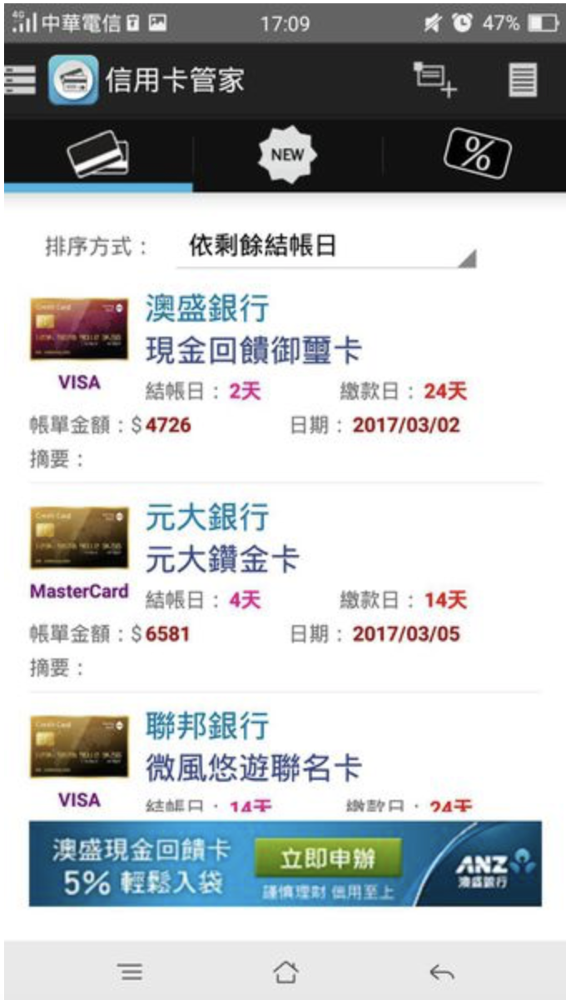 4G 中華電信 17:09 47%
信用卡管家
NEW %
排序方式： 依剩餘結帳日
澳盛銀行
現金回饋御璽卡
VISA 結帳日： 2天 繳款日： 24天
帳單金額：$4726 日期： 2017/03/02
摘要：
元大銀行
元大鑽金卡
MasterCard 結帳日： 4天 繳款日： 14天
帳單金額：$6581 日期： 2017/03/05
摘要：
聯邦銀行
微風悠遊聯名卡
VISA 結帳日： 14天 繳款日： 24天
澳盛現金回饋卡 立即申辦 ANZ
5% 輕鬆入袋 謹慎理財 信用至上 澳盛銀行